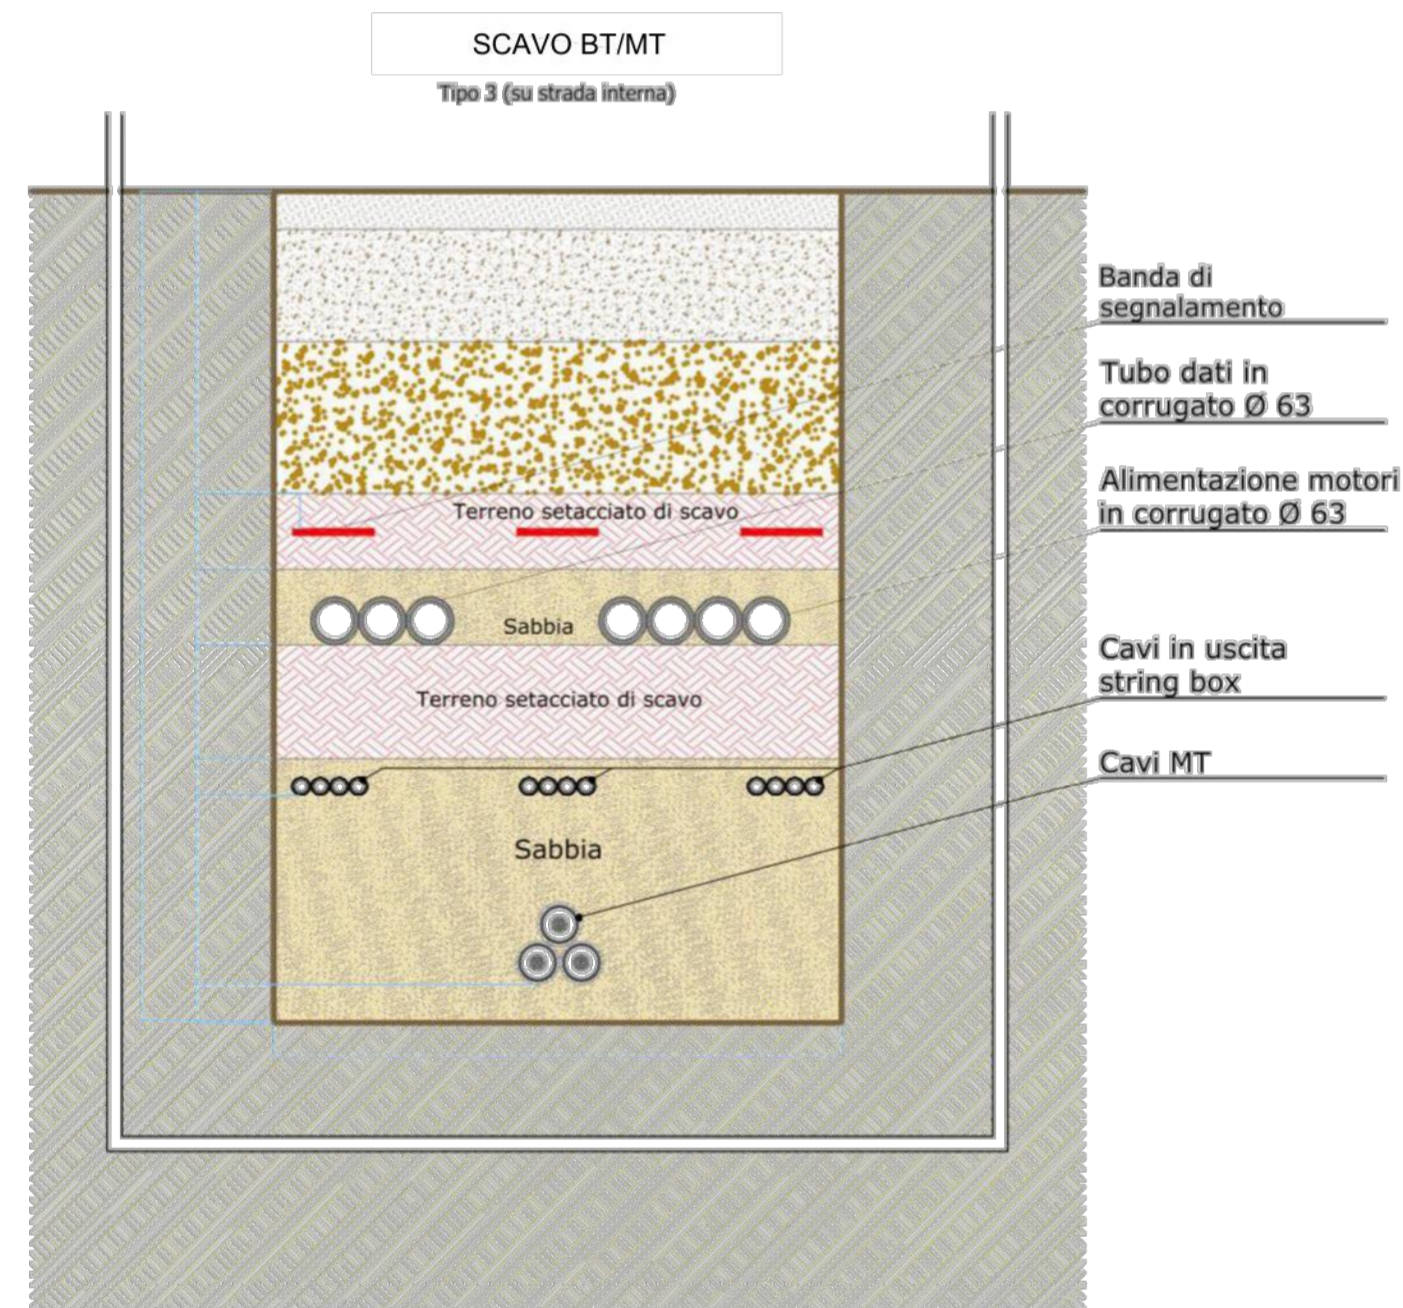 SCAVO BT/MT
Tipo 3 (su strada interna)
Banda di
segnalamento
Tubo dati in
corrugato Ø 63
Alimentazione motori
in corrugato Ø 63
Terreno setacciato di scavo
Sabbia
Terreno setacciato di scavo
Cavi in uscita
string box
Cavi MT
Sabbia